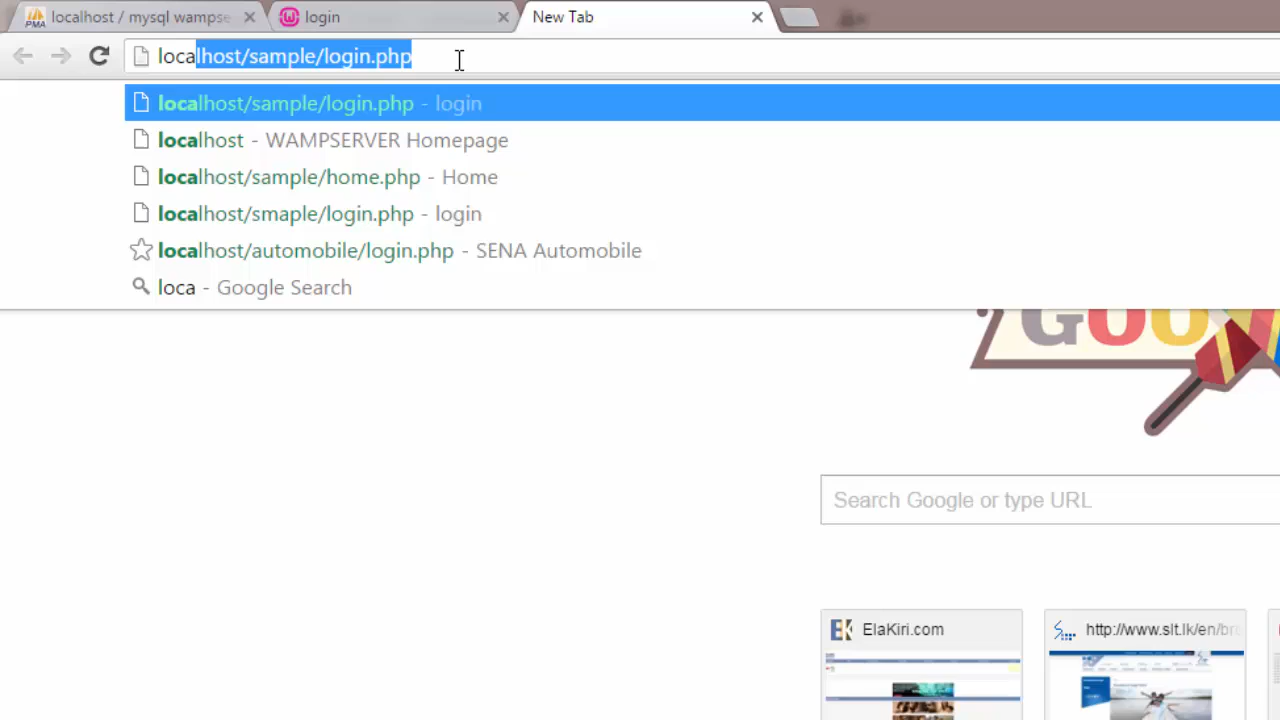 localhost / mysql wampse
login
New Tab
localhost/sample/login.php
localhost/sample/login.php - login
localhost - WAMPSERVER Homepage
localhost/sample/home.php - Home
localhost/smaple/login.php - login
localhost/automobile/login.php - SENA Automobile
loca - Google Search
GOO
Search Google or type URL
EK ElaKiri.com
http://www.slt.lk/en/br